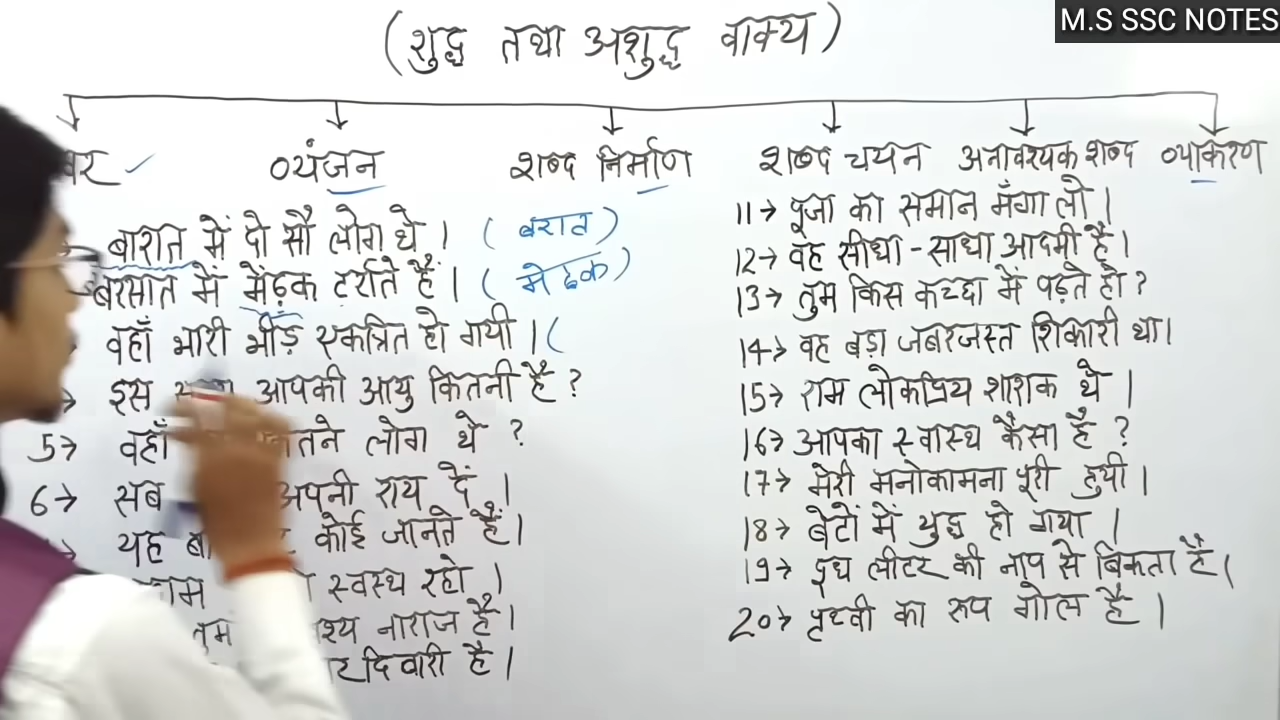 M.S SSC NOTES
(शुद्ध तथा अशुद्ध वाक्य)
व्यंजन शब्द निर्माण शब्द चयन अनावश्यक शब्द व्याकरण
बारात में दो सौ लोग थे। (बरात)
बरसात में मेंढ़क टर्राते हैं। (मेढक)
वहाँ भारी भीड़ एकत्रित हो गयी। (
इस आपकी आयु कितनी है?
5→ वहाँ लोग थे?
6→ सब अपनी राय दें।
यह कोई जानते हैं।
स्वस्थ रहो।
नाराज है।
है।
11→ पूजा का समान मँगा लो।
12→ वह सीधा-साधा आदमी है।
13→ तुम किस कच्छा में पढ़ते हो?
14→ वह बड़ा जबरजस्त शिकारी था।
15→ राम लोकप्रिय शाशक थे।
16→ आपका स्वास्थ कैसा है?
17→ मेरी मनोकामना पूरी हुयी।
18→ बेटों में युद्ध हो गया।
19→ दूध लीटर की नाप से बिकता है।
20→ पृथ्वी का रूप गोल है।